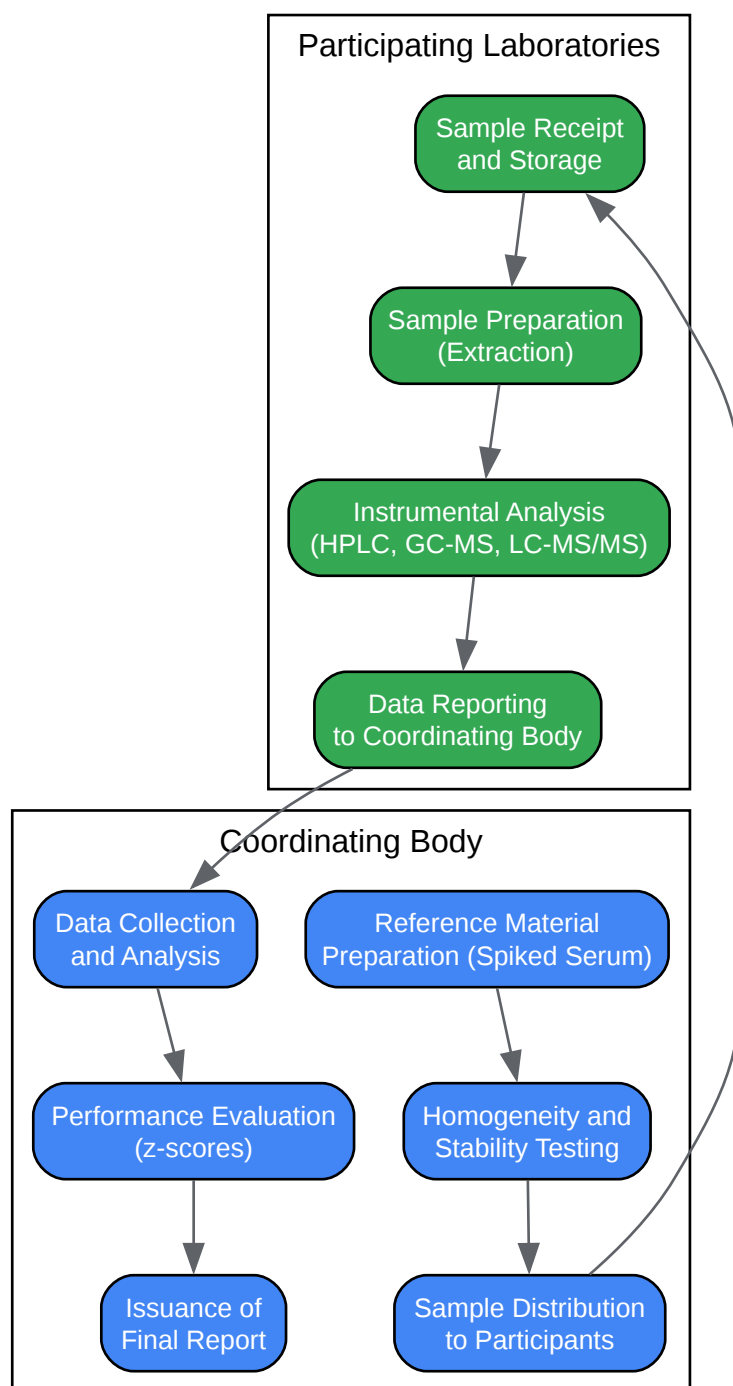 Participating Laboratories
Sample Receipt
and Storage
Sample Preparation
(Extraction)
Instrumental Analysis
(HPLC, GC-MS, LC-MS/MS)
Data Reporting
to Coordinating Body
Coordinating Body
Data Collection
and Analysis
Reference Material
Preparation (Spiked Serum)
Performance Evaluation
(z-scores)
Homogeneity and
Stability Testing
Issuance of
Final Report
Sample Distribution
to Participants